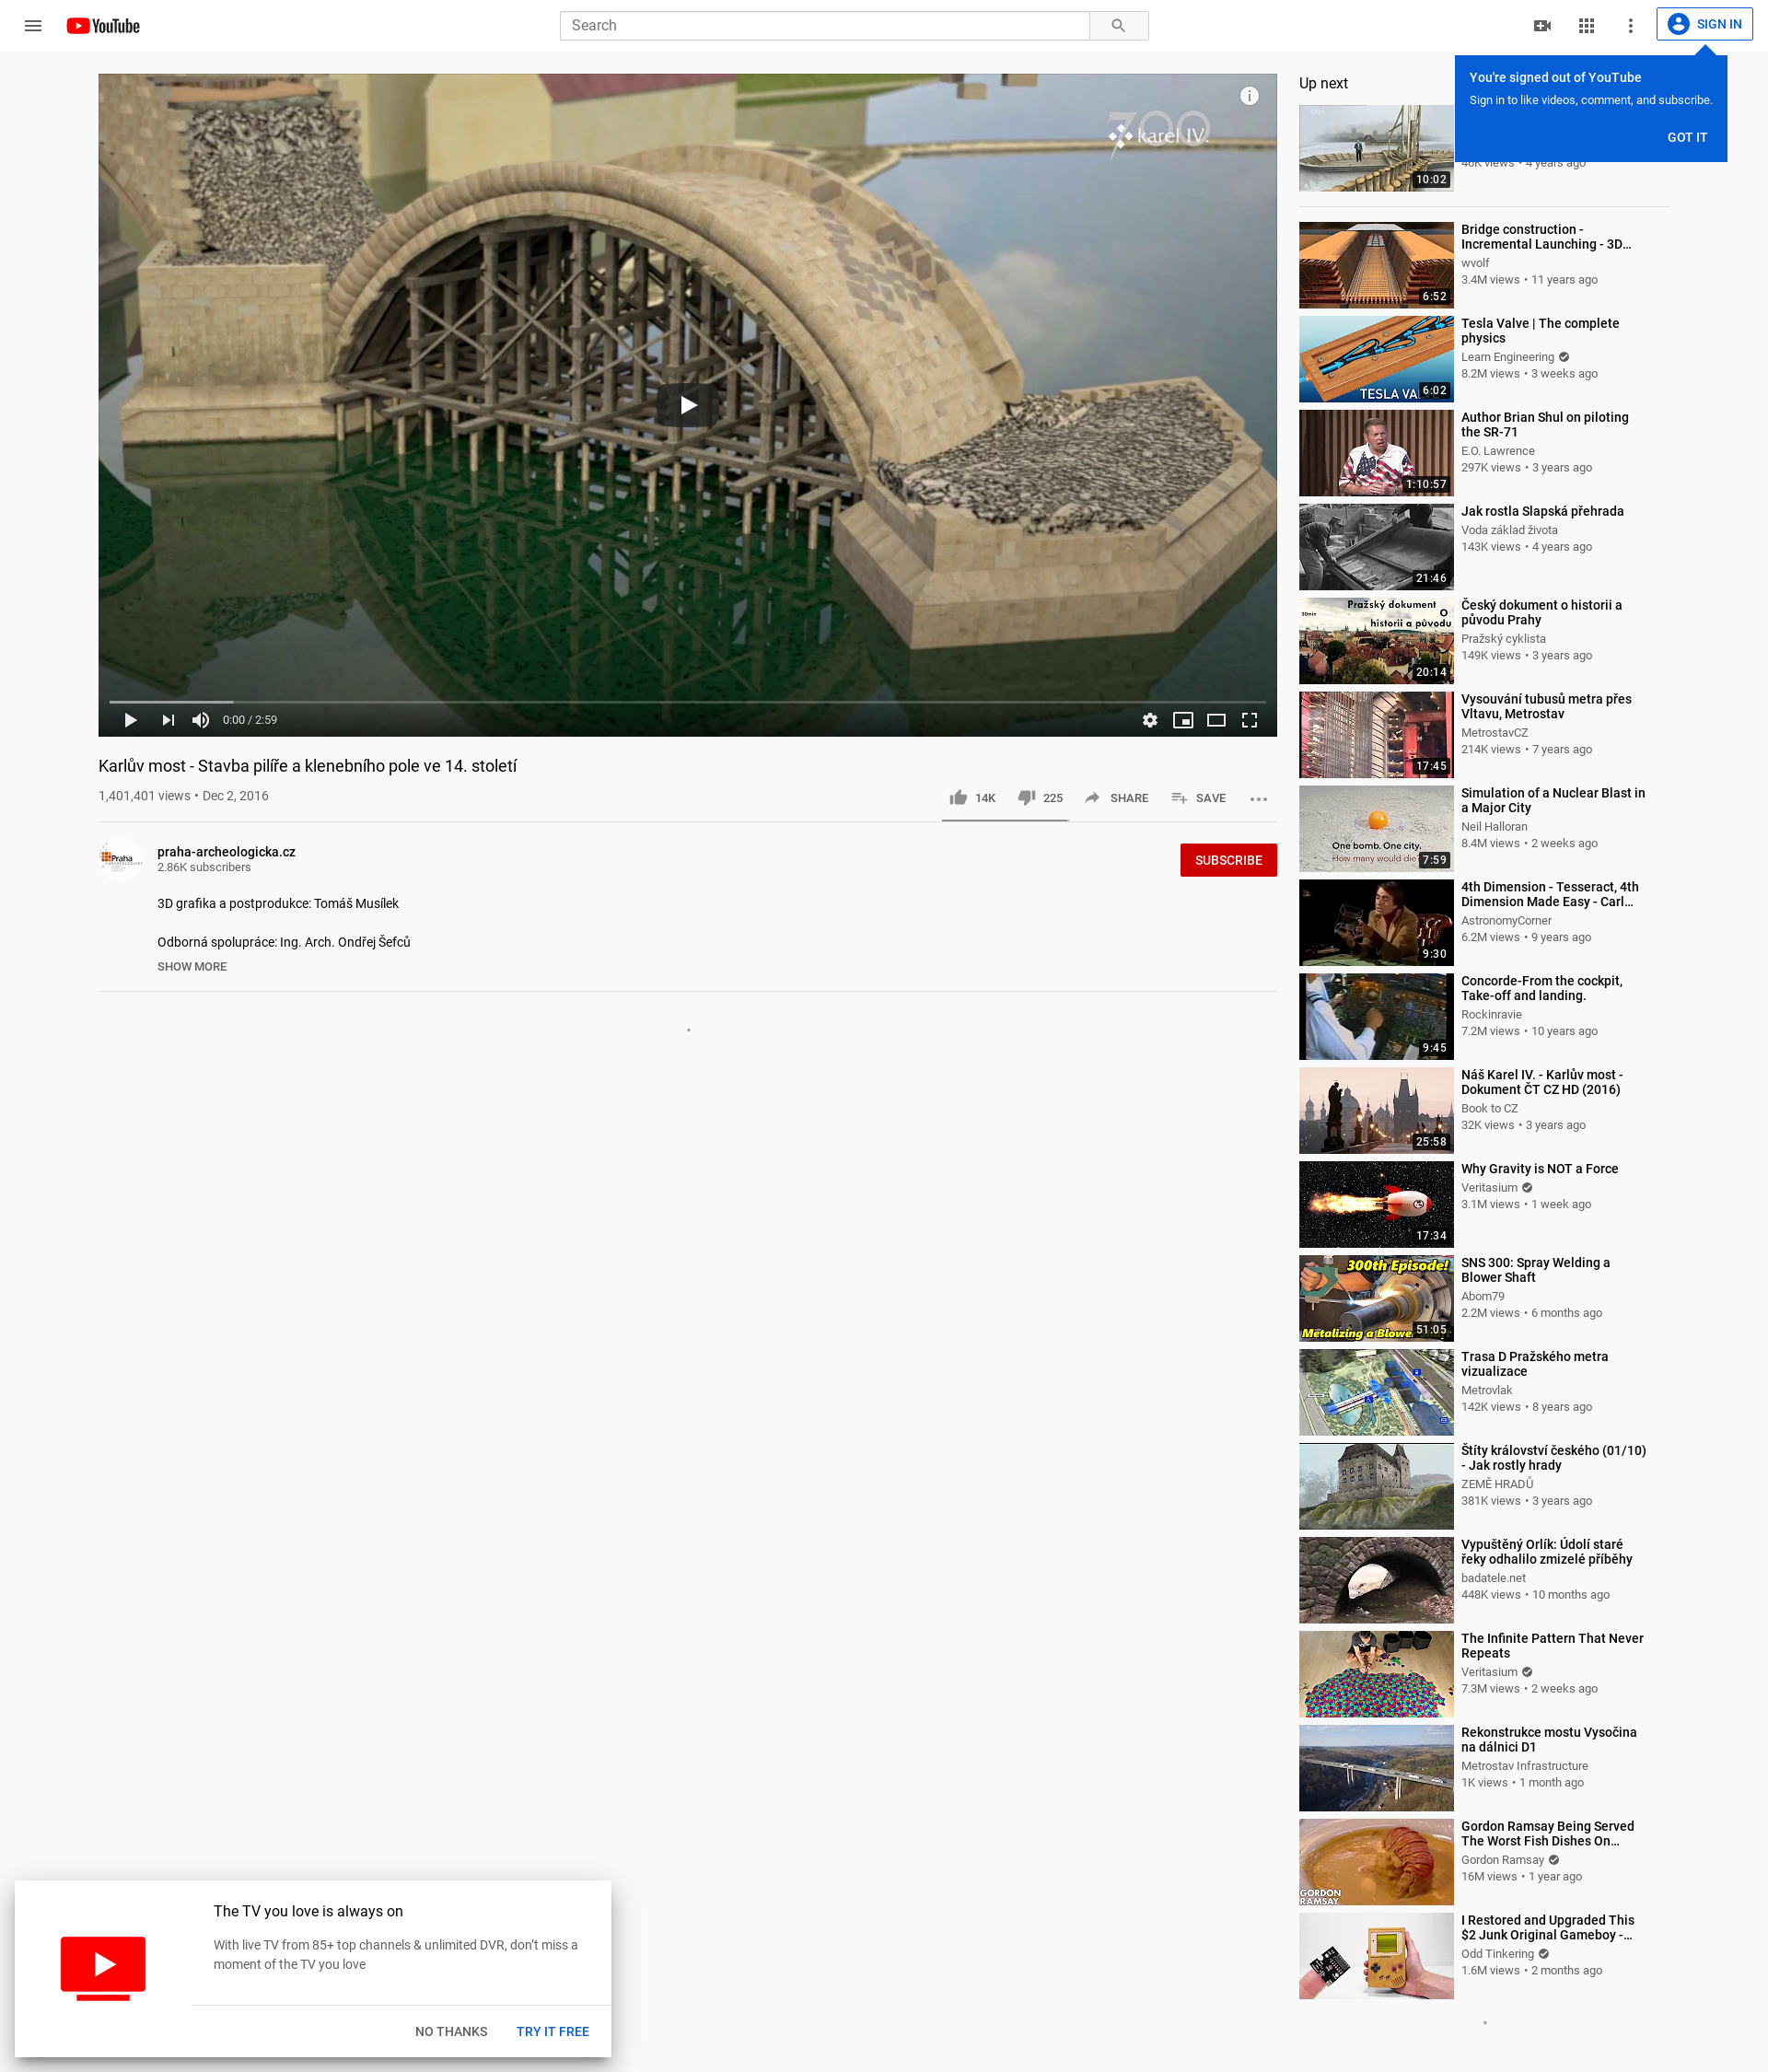 YouTube
Search
SIGN IN
You're signed out of YouTube
Sign in to like videos, comment, and subscribe.
GOT IT
karel IV.
700
0:00 / 2:59
Karlův most - Stavba pilíře a klenebního pole ve 14. století
1,401,401 views • Dec 2, 2016
14K
225
SHARE
SAVE
Praha
praha-archeologicka.cz
2.86K subscribers
SUBSCRIBE
3D grafika a postprodukce: Tomáš Musílek
Odborná spolupráce: Ing. Arch. Ondřej Šefců
SHOW MORE
Up next
46K views • 4 years ago
10:02
Bridge construction -
Incremental Launching - 3D...
wvolf
3.4M views • 11 years ago
6:52
Tesla Valve | The complete
physics
Learn Engineering
8.2M views • 3 weeks ago
TESLA VA
6:02
Author Brian Shul on piloting
the SR-71
E.O. Lawrence
297K views • 3 years ago
1:10:57
Jak rostla Slapská přehrada
Voda základ života
143K views • 4 years ago
21:46
Pražský dokument O
20min
historii a původu
20:14
Český dokument o historii a
původu Prahy
Pražský cyklista
149K views • 3 years ago
Vysouvání tubusů metra přes
Vltavu, Metrostav
MetrostavCZ
214K views • 7 years ago
17:45
Simulation of a Nuclear Blast in
a Major City
Neil Halloran
8.4M views • 2 weeks ago
One bomb. One city.
How many would die?
7:59
4th Dimension - Tesseract, 4th
Dimension Made Easy - Carl...
AstronomyCorner
6.2M views • 9 years ago
9:30
Concorde-From the cockpit,
Take-off and landing.
Rockinravie
7.2M views • 10 years ago
9:45
Náš Karel IV. - Karlův most -
Dokument ČT CZ HD (2016)
Book to CZ
32K views • 3 years ago
25:58
Why Gravity is NOT a Force
Veritasium
3.1M views • 1 week ago
17:34
300th Episode!
Metalizing a Blowe
51:05
SNS 300: Spray Welding a
Blower Shaft
Abom79
2.2M views • 6 months ago
Trasa D Pražského metra
vizualizace
Metrovlak
142K views • 8 years ago
Štíty království českého (01/10)
- Jak rostly hrady
ZEMĚ HRADŮ
381K views • 3 years ago
Vypuštěný Orlík: Údolí staré
řeky odhalilo zmizelé příběhy
badatele.net
448K views • 10 months ago
The Infinite Pattern That Never
Repeats
Veritasium
7.3M views • 2 weeks ago
Rekonstrukce mostu Vysočina
na dálnici D1
Metrostav Infrastructure
1K views • 1 month ago
GORDON
RAMSAY
Gordon Ramsay Being Served
The Worst Fish Dishes On...
Gordon Ramsay
16M views • 1 year ago
I Restored and Upgraded This
$2 Junk Original Gameboy -...
Odd Tinkering
1.6M views • 2 months ago
The TV you love is always on
With live TV from 85+ top channels & unlimited DVR, don't miss a
moment of the TV you love
NO THANKS
TRY IT FREE